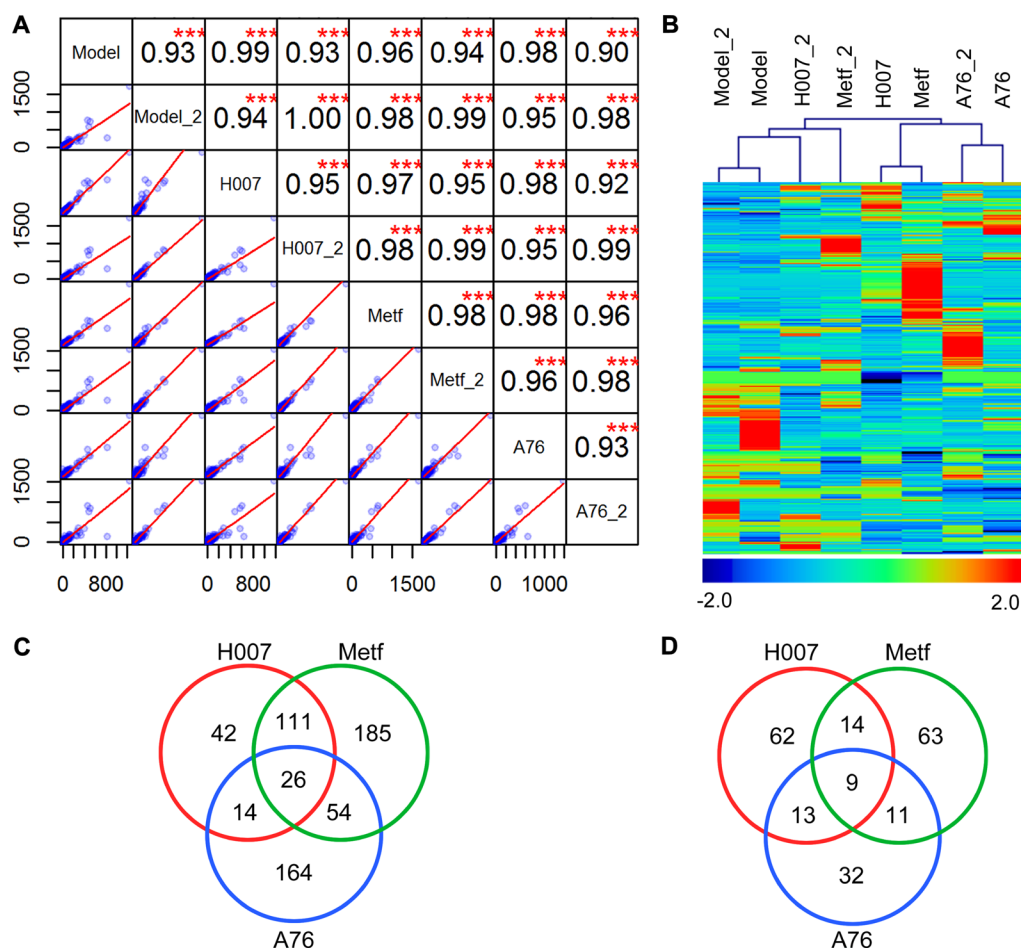 A
Model *** 0.93 *** 0.99 *** 0.93 *** 0.96 *** 0.94 *** 0.98 *** 0.90
1500 0 Model_2 *** 0.94 *** 1.00 *** 0.98 *** 0.99 *** 0.95 *** 0.98
H007 *** 0.95 *** 0.97 *** 0.95 *** 0.98 *** 0.92
1500 0 H007_2 *** 0.98 *** 0.99 *** 0.95 *** 0.99
Metf *** 0.98 *** 0.98 *** 0.96
1500 0 Metf_2 *** 0.96 *** 0.98
A76 *** 0.93
1500 0 A76_2
0 800 0 800 0 1500 0 1000
B
Model_2 Model H007_2 Metf_2 H007 Metf A76_2 A76
-2.0 2.0
C
H007 Metf
42 111 185
26
14 54
164
A76
D
H007 Metf
62 14 63
9
13 11
32
A76